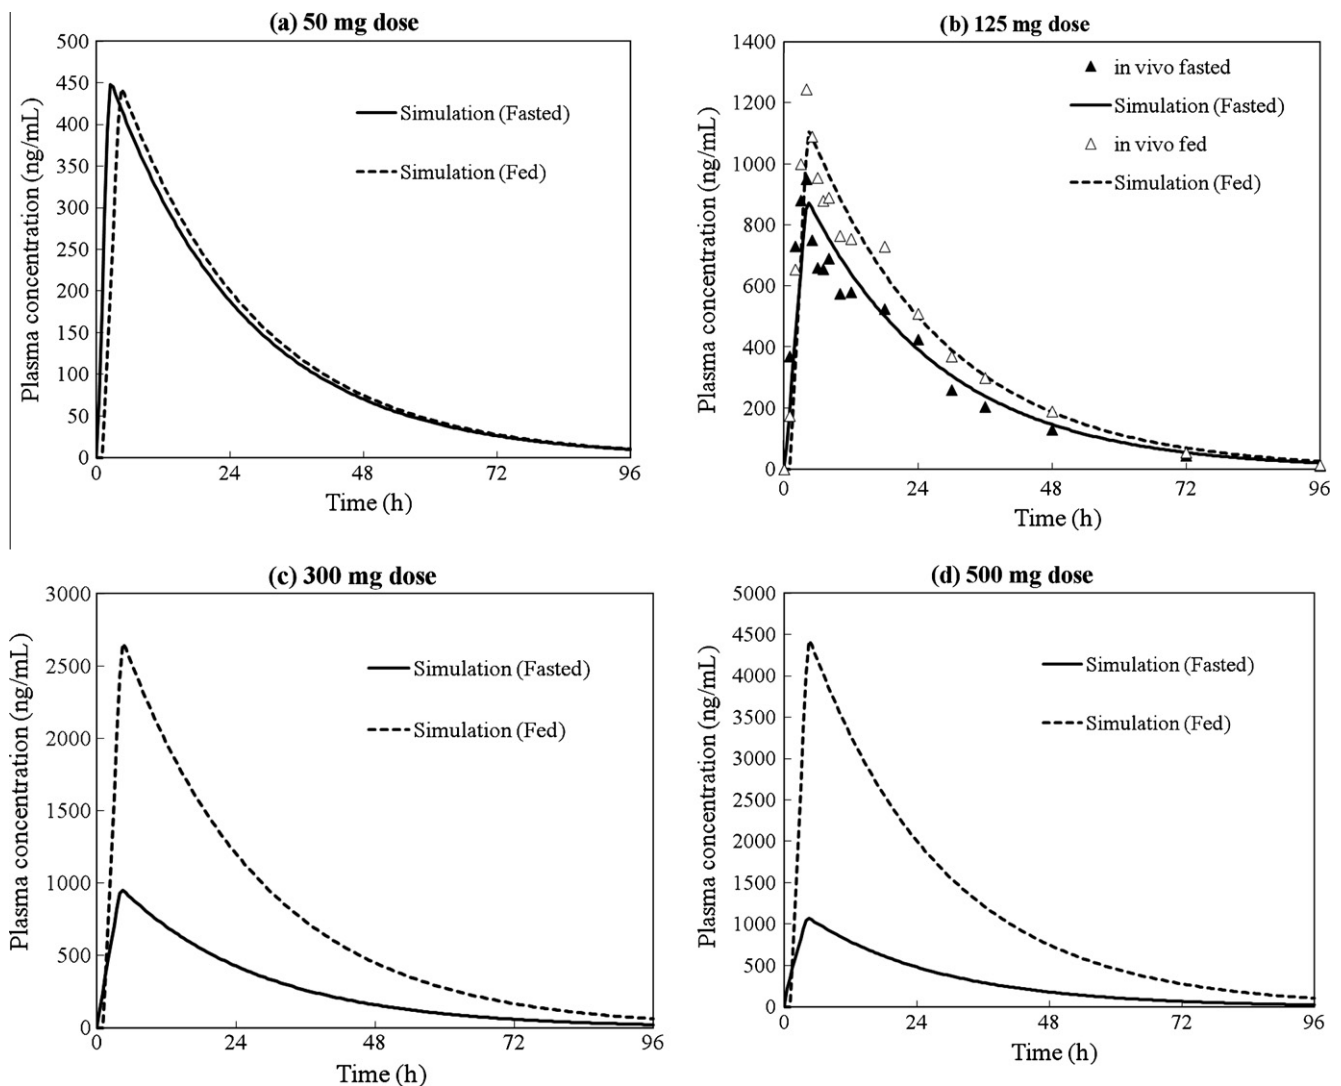 (a) 50 mg dose
500
450
400
350
300
250
200
150
100
50
0
0 24 48 72 96
Plasma concentration (ng/mL)
Time (h)
Simulation (Fasted)
Simulation (Fed)
(b) 125 mg dose
1400
1200
1000
800
600
400
200
0
0 24 48 72 96
Plasma concentration (ng/mL)
Time (h)
in vivo fasted
Simulation (Fasted)
in vivo fed
Simulation (Fed)
(c) 300 mg dose
3000
2500
2000
1500
1000
500
0
0 24 48 72 96
Plasma concentration (ng/mL)
Time (h)
Simulation (Fasted)
Simulation (Fed)
(d) 500 mg dose
5000
4500
4000
3500
3000
2500
2000
1500
1000
500
0
0 24 48 72 96
Plasma concentration (ng/mL)
Time (h)
Simulation (Fasted)
Simulation (Fed)